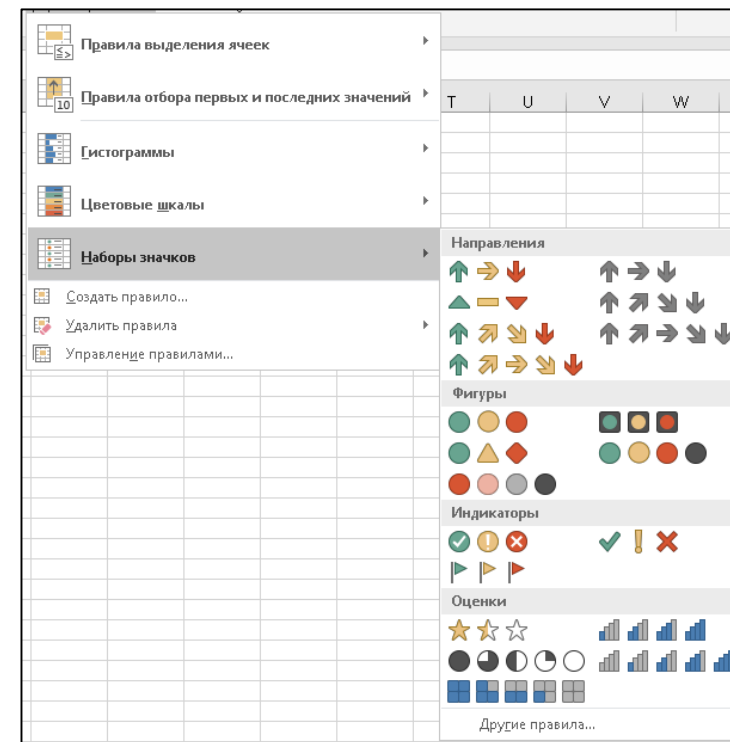 Правила выделения ячеек
Правила отбора первых и последних значений
10
T U V W
Гистограммы
Цветовые шкалы
Наборы значков
Создать правило...
Удалить правила
Управление правилами...
Направления
Фигуры
Индикаторы
Оценки
Другие правила...